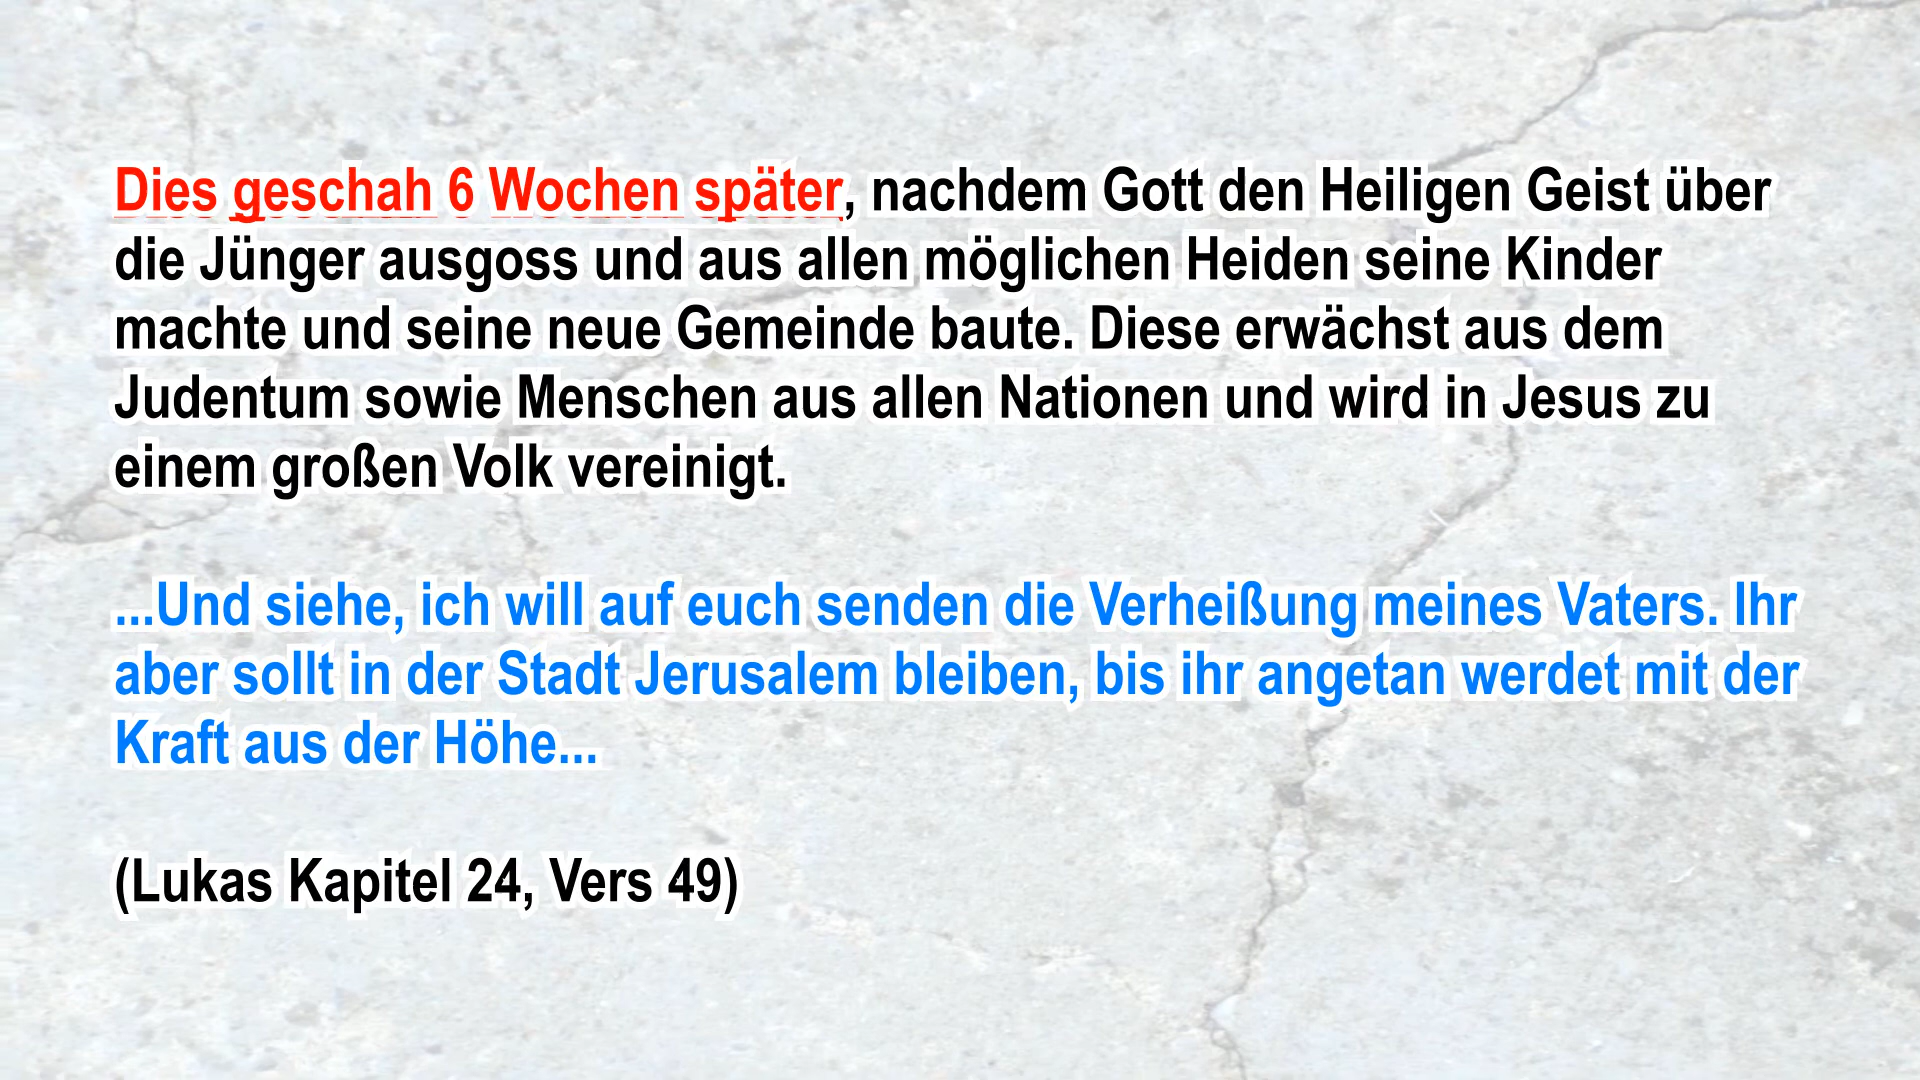 Dies geschah 6 Wochen später, nachdem Gott den Heiligen Geist über
die Jünger ausgoss und aus allen möglichen Heiden seine Kinder
machte und seine neue Gemeinde baute. Diese erwächst aus dem
Judentum sowie Menschen aus allen Nationen und wird in Jesus zu
einem großen Volk vereinigt.
...Und siehe, ich will auf euch senden die Verheißung meines Vaters. Ihr
aber sollt in der Stadt Jerusalem bleiben, bis ihr angetan werdet mit der
Kraft aus der Höhe...
(Lukas Kapitel 24, Vers 49)